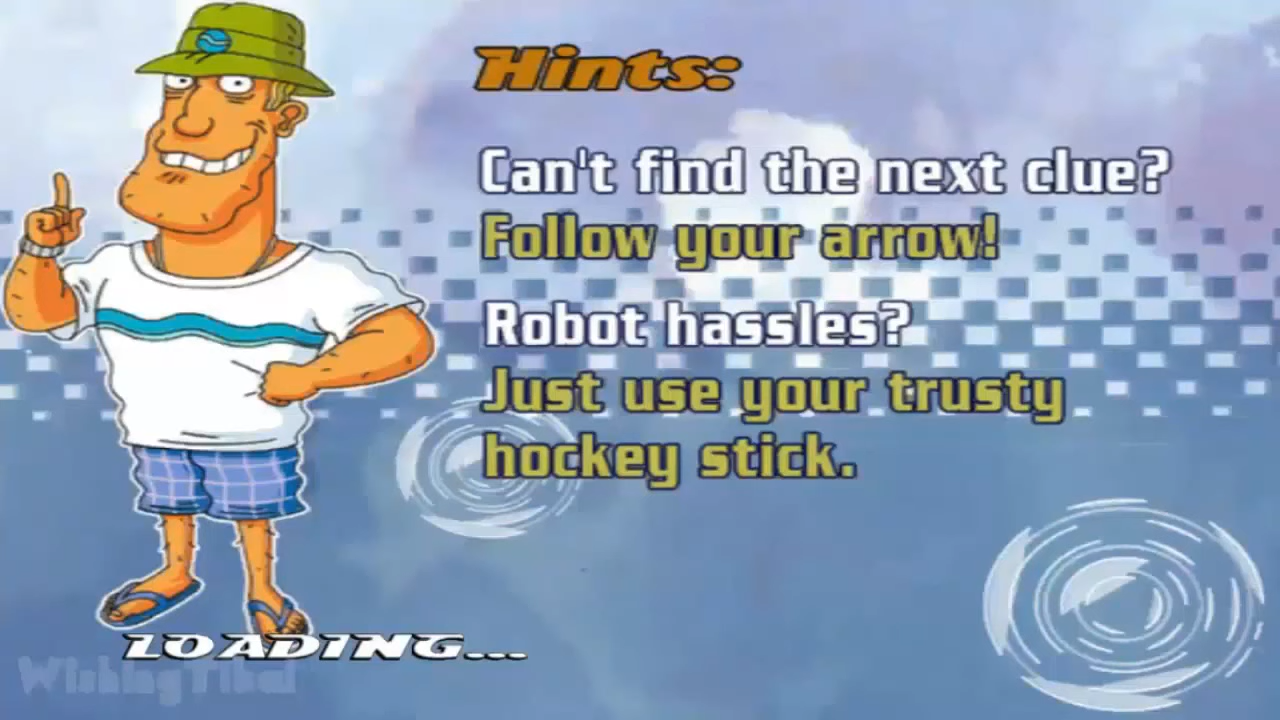 Hints:
Can't find the next clue?
Follow your arrow!
Robot hassles?
Just use your trusty
hockey stick.
LOADING...